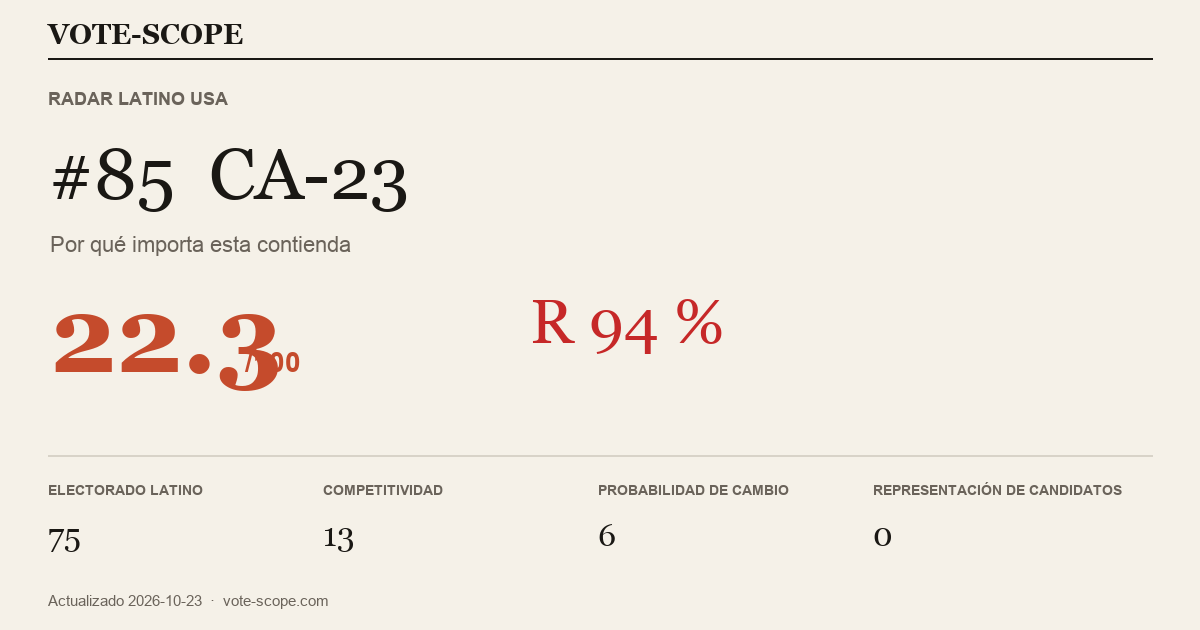 VOTE-SCOPE
RADAR LATINO USA
#85 CA-23
Por qué importa esta contienda
22.3 /100
R 94 %
ELECTORADO LATINO
COMPETITIVIDAD
PROBABILIDAD DE CAMBIO
REPRESENTACIÓN DE CANDIDATOS
75
13
6
0
Actualizado 2026-10-23 · vote-scope.com